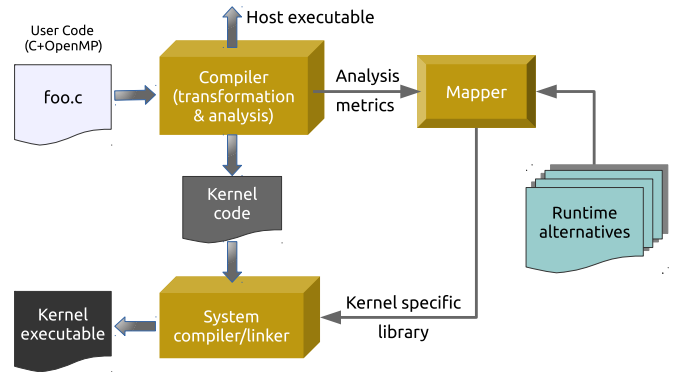 Host executable
User Code
(C+OpenMP)
foo.c
Compiler
(transformation
& analysis)
Analysis
metrics
Mapper
Kernel
code
Runtime
alternatives
Kernel specific
library
System
compiler/linker
Kernel
executable